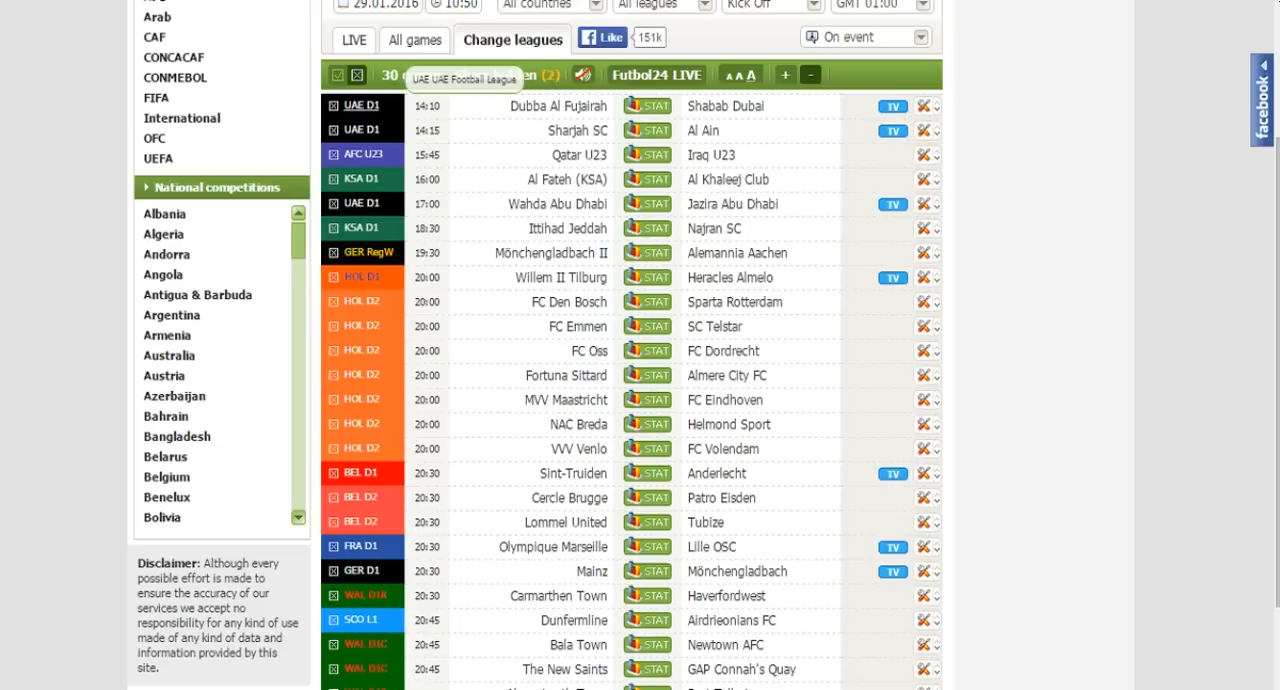 29.01.2016 10:50 All countries All leagues Kick Off GMT 01:00
LIVE All games Change leagues Like 151k On event
30 en (2) Futbol24 LIVE A A A + -
UAE UAE Football League
Arab
CAF
CONCACAF
CONMEBOL
FIFA
International
OFC
UEFA
National competitions
Albania
Algeria
Andorra
Angola
Antigua & Barbuda
Argentina
Armenia
Australia
Austria
Azerbaijan
Bahrain
Bangladesh
Belarus
Belgium
Benelux
Bolivia
Disclaimer: Although every
possible effort is made to
ensure the accuracy of our
services we accept no
responsibility for any kind of use
made of any kind of data and
information provided by this
site.
UAE D1 14:10 Dubba Al Fujairah STAT Shabab Dubai TV
UAE D1 14:15 Sharjah SC STAT Al Ain TV
AFC U23 15:45 Qatar U23 STAT Iraq U23
KSA D1 16:00 Al Fateh (KSA) STAT Al Khaleej Club
UAE D1 17:00 Wahda Abu Dhabi STAT Jazira Abu Dhabi TV
KSA D1 18:30 Ittihad Jeddah STAT Najran SC
GER RegW 19:30 Mönchengladbach II STAT Alemannia Aachen
HOL D1 20:00 Willem II Tilburg STAT Heracles Almelo TV
HOL D2 20:00 FC Den Bosch STAT Sparta Rotterdam
HOL D2 20:00 FC Emmen STAT SC Telstar
HOL D2 20:00 FC Oss STAT FC Dordrecht
HOL D2 20:00 Fortuna Sittard STAT Almere City FC
HOL D2 20:00 MVV Maastricht STAT FC Eindhoven
HOL D2 20:00 NAC Breda STAT Helmond Sport
HOL D2 20:00 VVV Venlo STAT FC Volendam
BEL D1 20:30 Sint-Truiden STAT Anderlecht TV
BEL D2 20:30 Cercle Brugge STAT Patro Eisden
BEL D2 20:30 Lommel United STAT Tubize
FRA D1 20:30 Olympique Marseille STAT Lille OSC TV
GER D1 20:30 Mainz STAT Mönchengladbach TV
WAL D1R 20:30 Carmarthen Town STAT Haverfordwest
SCO L1 20:45 Dunfermline STAT Airdrieonians FC
WAL D1C 20:45 Bala Town STAT Newtown AFC
WAL D1C 20:45 The New Saints STAT GAP Connah's Quay
facebook